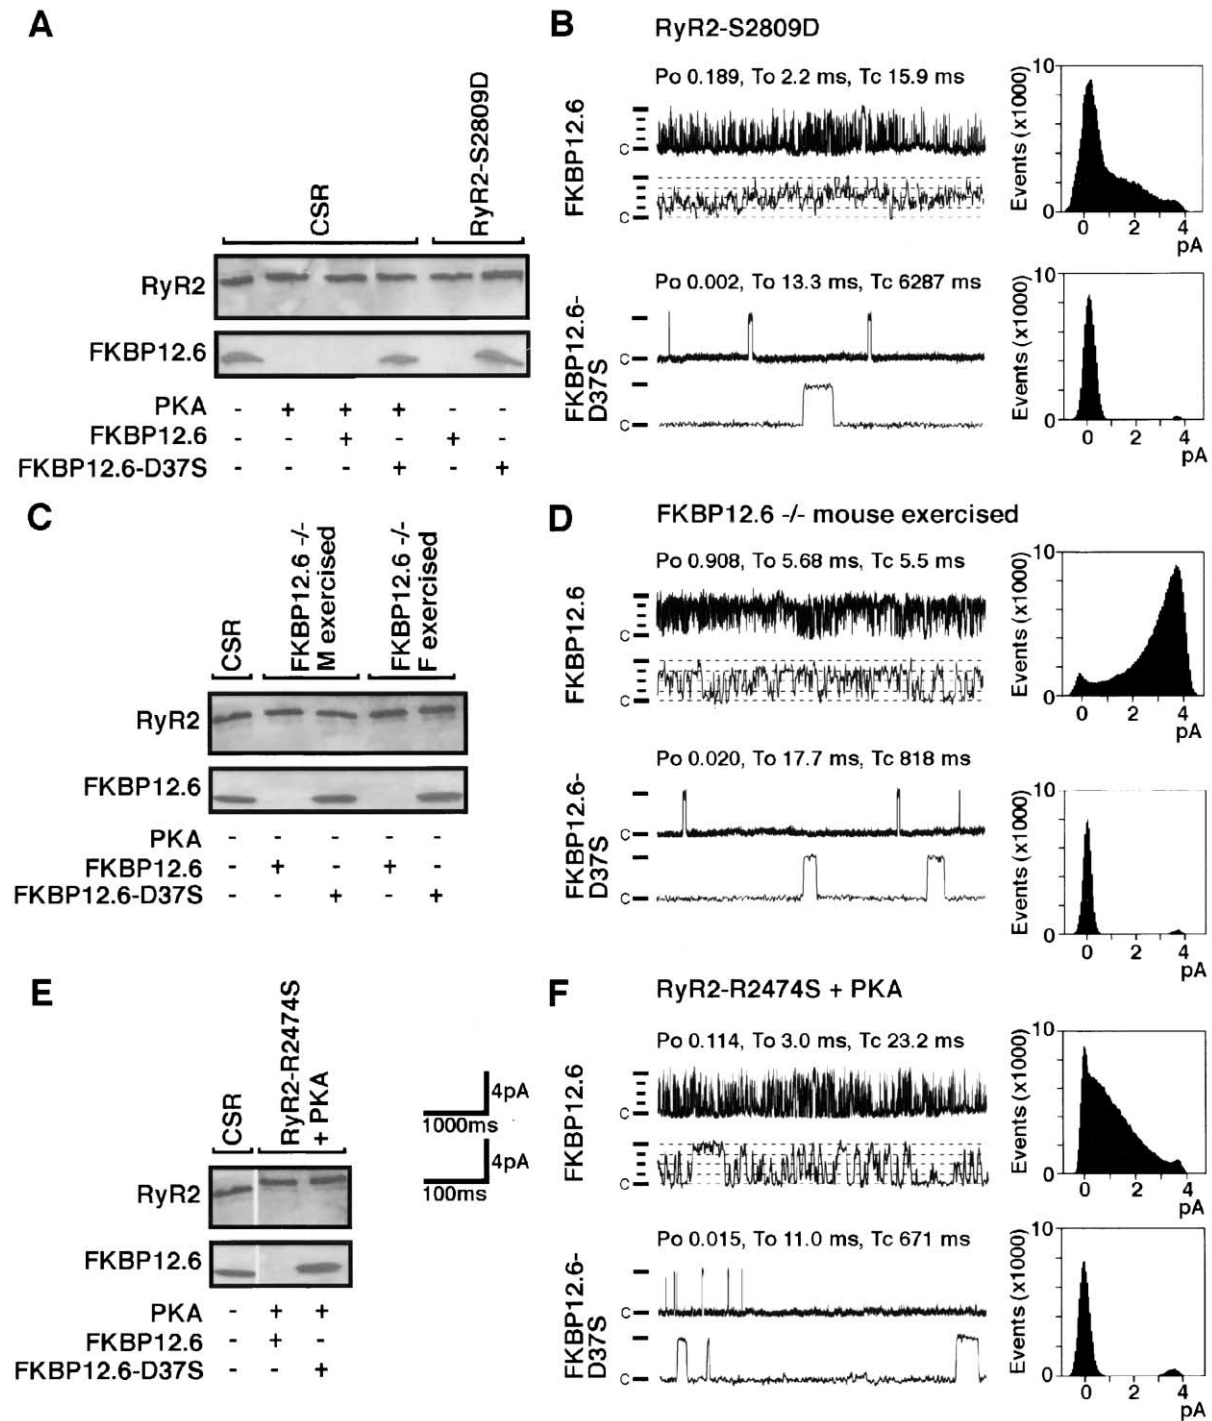 A
CSR
RyR2-S2809D
RyR2
FKBP12.6
PKA - + + + - -
FKBP12.6 - - + - + -
FKBP12.6-D37S - - - + - +
B
RyR2-S2809D
FKBP12.6
Po 0.189, To 2.2 ms, Tc 15.9 ms
C
C
Events (x1000)
10
0
0 2 4
pA
FKBP12.6-
D37S
Po 0.002, To 13.3 ms, Tc 6287 ms
C
C
Events (x1000)
10
0
0 2 4
pA
C
CSR
FKBP12.6 -/-
M exercised
FKBP12.6 -/-
F exercised
RyR2
FKBP12.6
PKA - - - - -
FKBP12.6 - + - + -
FKBP12.6-D37S - - + - +
D
FKBP12.6 -/- mouse exercised
FKBP12.6
Po 0.908, To 5.68 ms, Tc 5.5 ms
C
C
Events (x1000)
10
0
0 2 4
pA
FKBP12.6-
D37S
Po 0.020, To 17.7 ms, Tc 818 ms
C
C
Events (x1000)
10
0
0 2 4
pA
E
CSR
RyR2-R2474S
+ PKA
RyR2
FKBP12.6
PKA - + +
FKBP12.6 - + -
FKBP12.6-D37S - - +
4pA
1000ms
4pA
100ms
F
RyR2-R2474S + PKA
FKBP12.6
Po 0.114, To 3.0 ms, Tc 23.2 ms
C
C
Events (x1000)
10
0
0 2 4
pA
FKBP12.6-
D37S
Po 0.015, To 11.0 ms, Tc 671 ms
C
C
Events (x1000)
10
0
0 2 4
pA